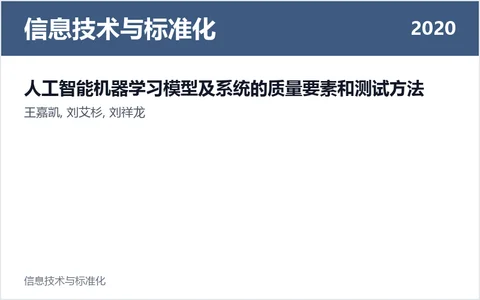 信息技术与标准化
2020
人工智能机器学习模型及系统的质量要素和测试方法
王嘉凯, 刘艾杉, 刘祥龙
信息技术与标准化